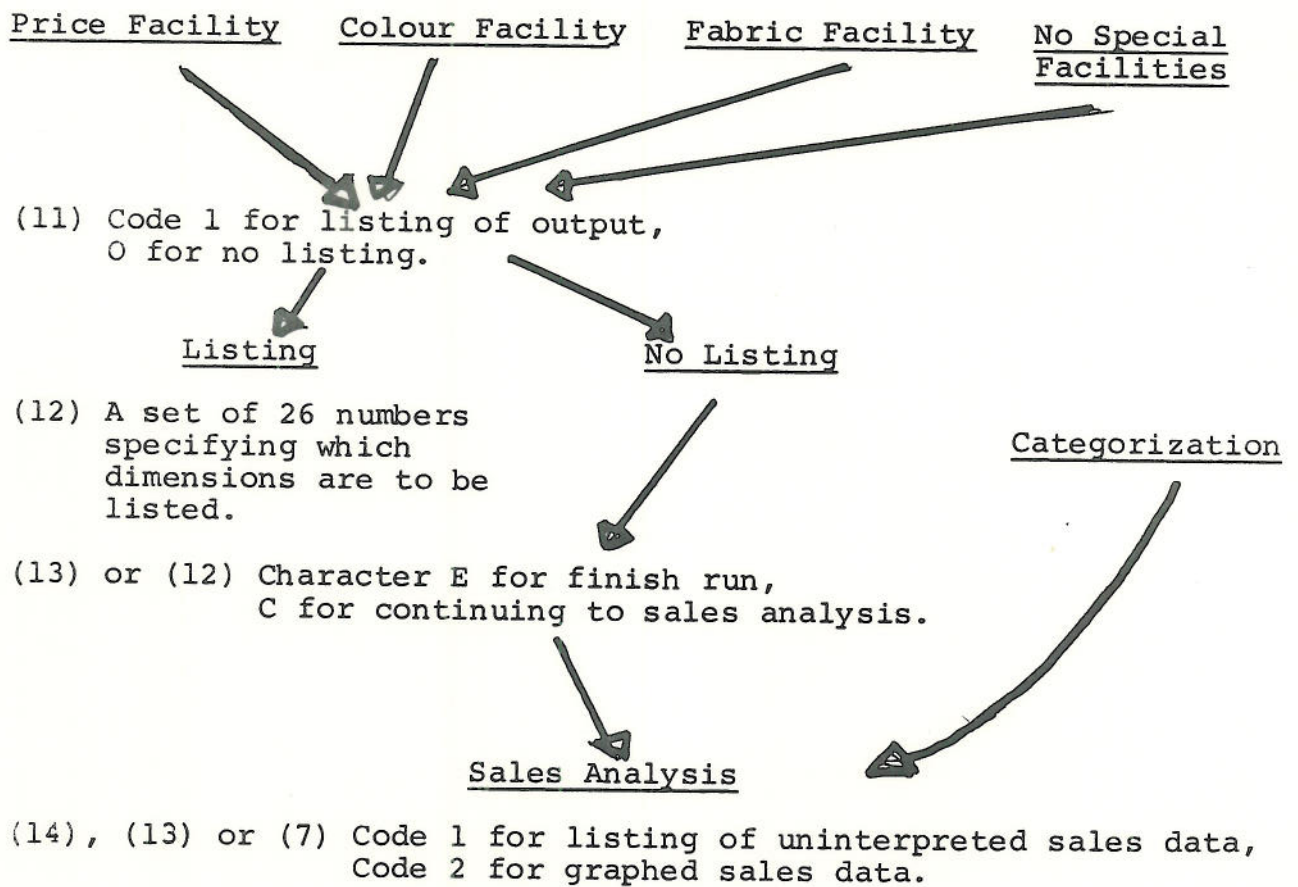 Price Facility Colour Facility Fabric Facility No Special
Facilities
(11) Code 1 for listing of output,
O for no listing.
Listing No Listing
(12) A set of 26 numbers
specifying which
dimensions are to be
listed.
Categorization
(13) or (12) Character E for finish run,
C for continuing to sales analysis.
Sales Analysis
(14), (13) or (7) Code 1 for listing of uninterpreted sales data,
Code 2 for graphed sales data.